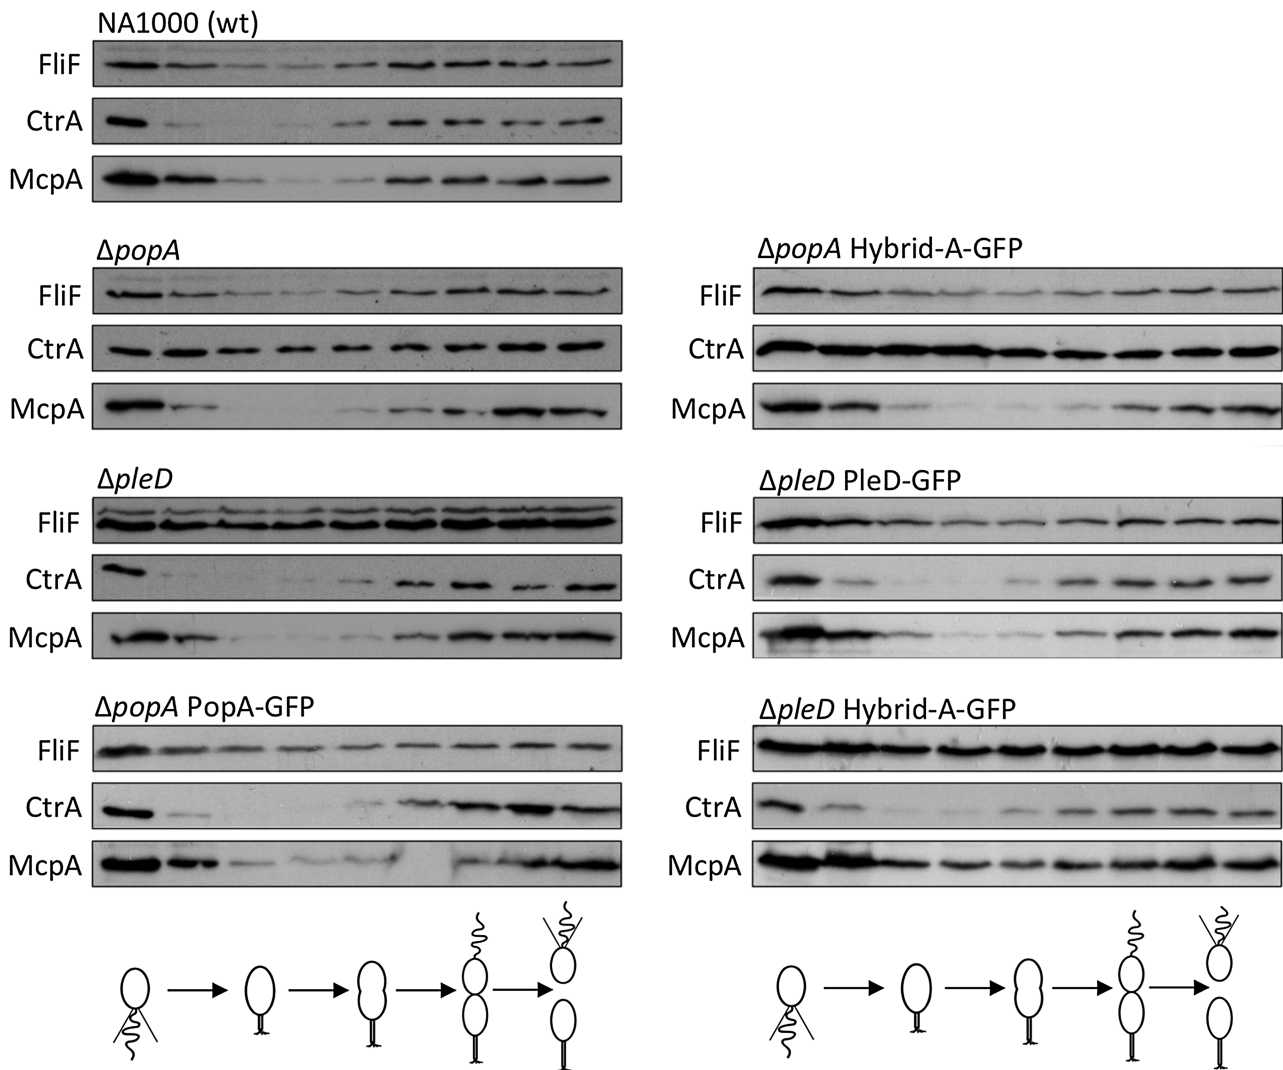 NA1000 (wt)
FliF
CtrA
McpA
ΔpopA
FliF
CtrA
McpA
ΔpleD
FliF
CtrA
McpA
ΔpopA PopA-GFP
FliF
CtrA
McpA
ΔpopA Hybrid-A-GFP
FliF
CtrA
McpA
ΔpleD PleD-GFP
FliF
CtrA
McpA
ΔpleD Hybrid-A-GFP
FliF
CtrA
McpA